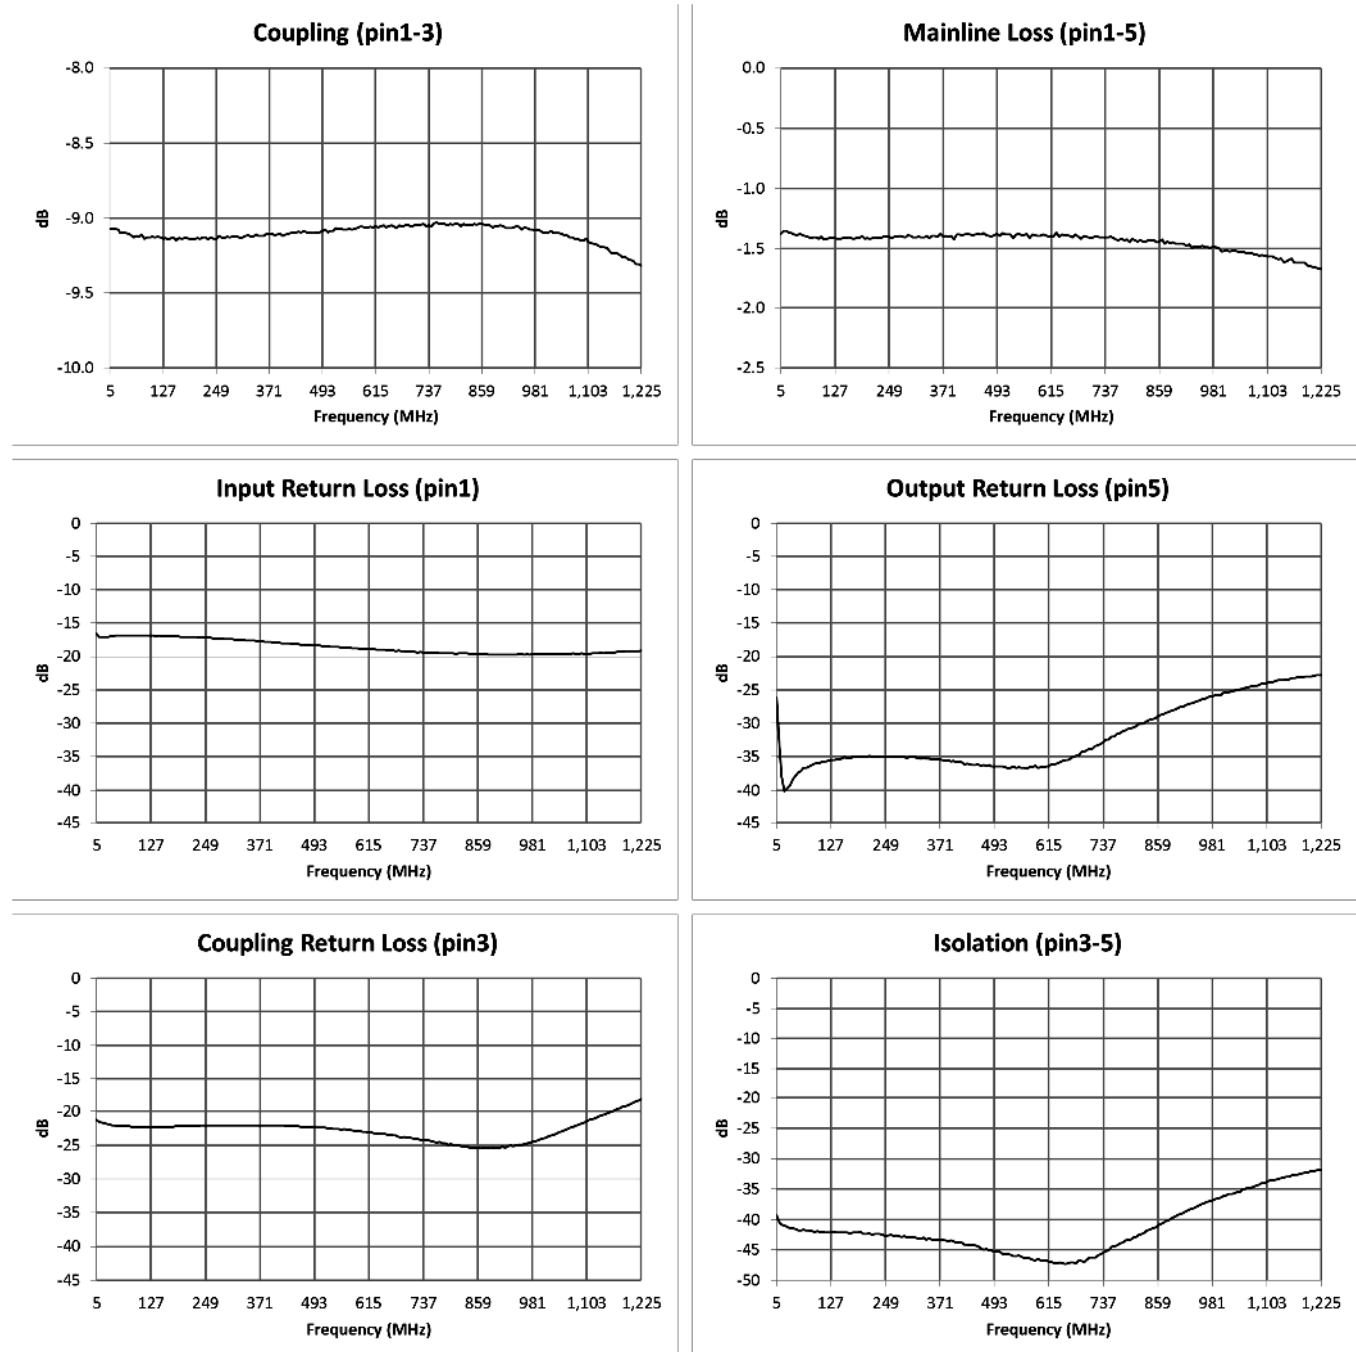 Coupling (pin1-3)
-8.0
-8.5
-9.0
-9.5
-10.0
dB
5 127 249 371 493 615 737 859 981 1,103 1,225
Frequency (MHz)
Mainline Loss (pin1-5)
0.0
-0.5
-1.0
-1.5
-2.0
-2.5
dB
5 127 249 371 493 615 737 859 981 1,103 1,225
Frequency (MHz)
Input Return Loss (pin1)
0
-5
-10
-15
-20
-25
-30
-35
-40
-45
dB
5 127 249 371 493 615 737 859 981 1,103 1,225
Frequency (MHz)
Output Return Loss (pin5)
0
-5
-10
-15
-20
-25
-30
-35
-40
-45
dB
5 127 249 371 493 615 737 859 981 1,103 1,225
Frequency (MHz)
Coupling Return Loss (pin3)
0
-5
-10
-15
-20
-25
-30
-35
-40
-45
dB
5 127 249 371 493 615 737 859 981 1,103 1,225
Frequency (MHz)
Isolation (pin3-5)
0
-5
-10
-15
-20
-25
-30
-35
-40
-45
-50
dB
5 127 249 371 493 615 737 859 981 1,103 1,225
Frequency (MHz)